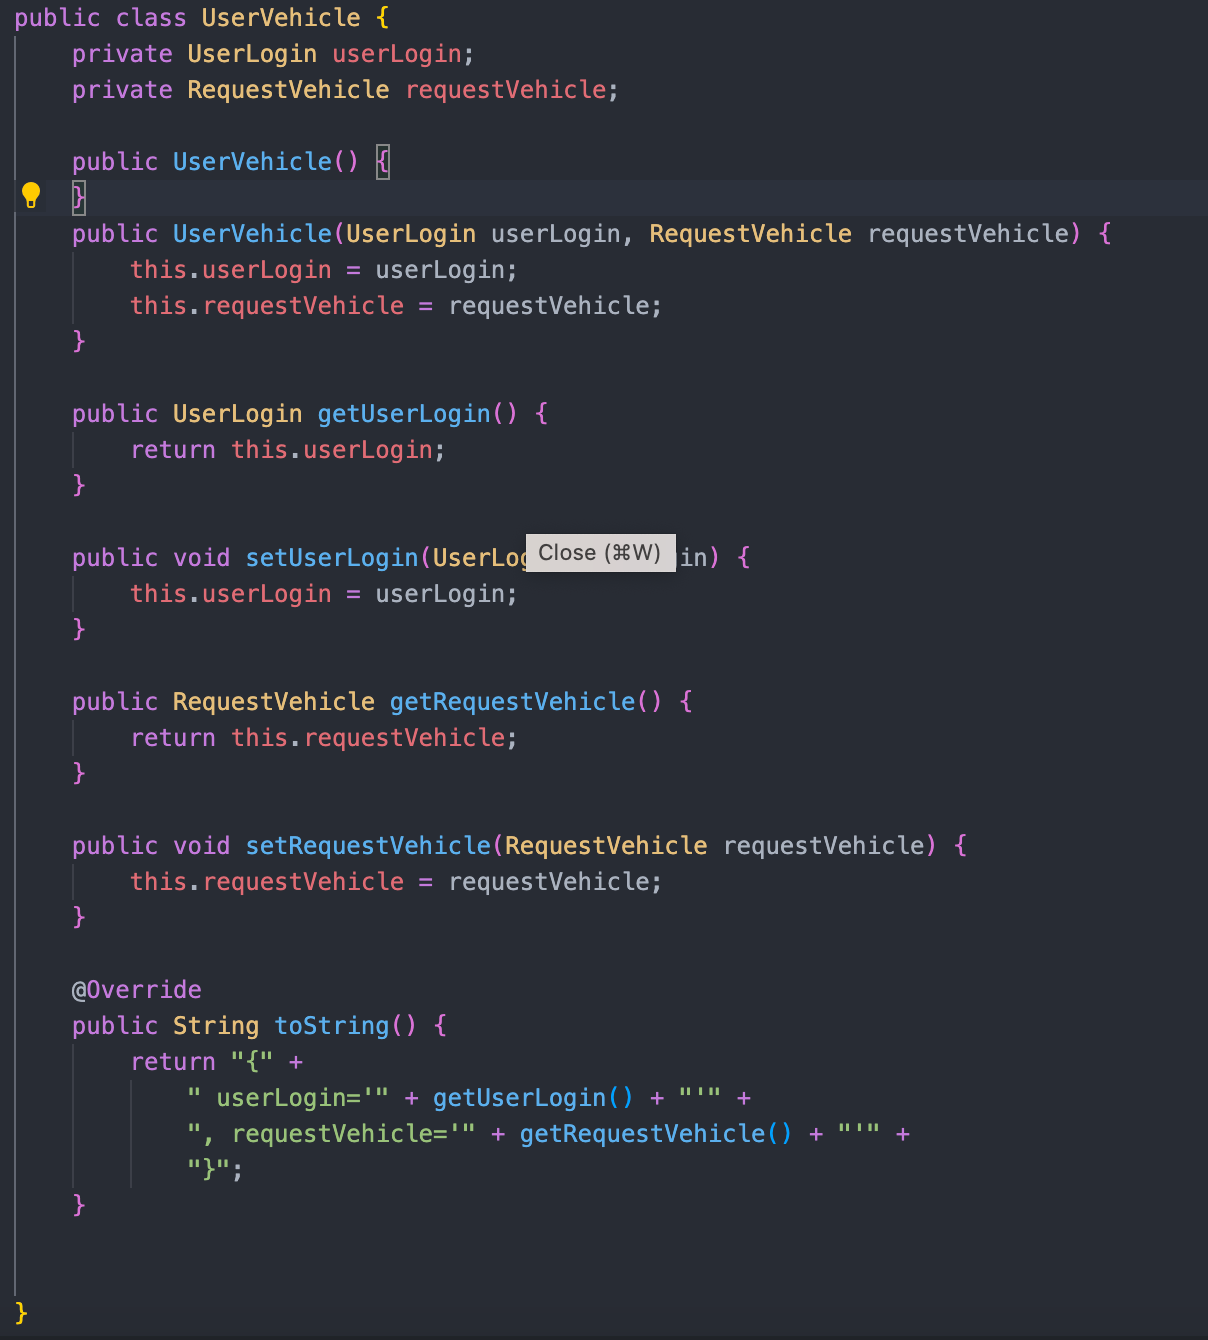 public class UserVehicle {
private UserLogin userLogin;
private RequestVehicle requestVehicle;
public UserVehicle() {
}
public UserVehicle(UserLogin userLogin, RequestVehicle requestVehicle) {
this.userLogin = userLogin;
this.requestVehicle = requestVehicle;
}
public UserLogin getUserLogin() {
return this.userLogin;
}
public void setUserLogin(UserLog Close (⌘W) in) {
this.userLogin = userLogin;
}
public RequestVehicle getRequestVehicle() {
return this.requestVehicle;
}
public void setRequestVehicle(RequestVehicle requestVehicle) {
this.requestVehicle = requestVehicle;
}
@Override
public String toString() {
return "{" +
" userLogin='" + getUserLogin() + "'" +
", requestVehicle='" + getRequestVehicle() + "'" +
"}";
}
}